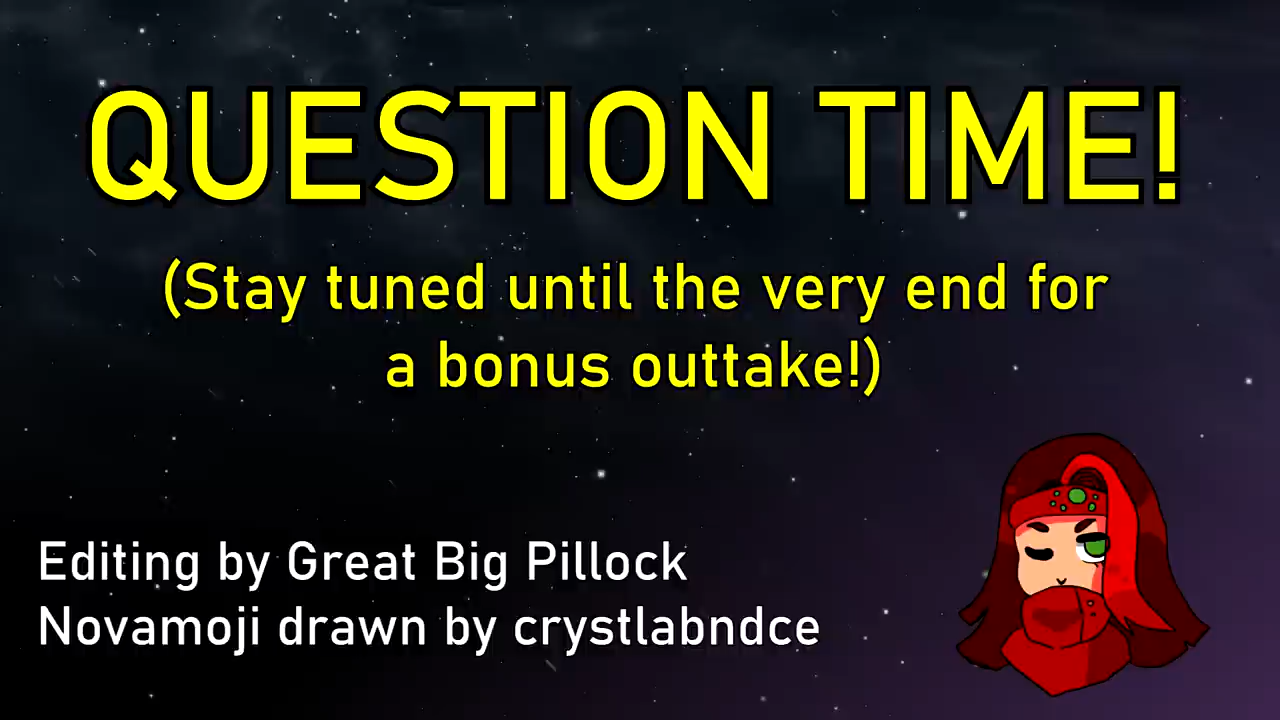 QUESTION TIME!
(Stay tuned until the very end for
a bonus outtake!)
Editing by Great Big Pillock
Novamoji drawn by crystlabndce